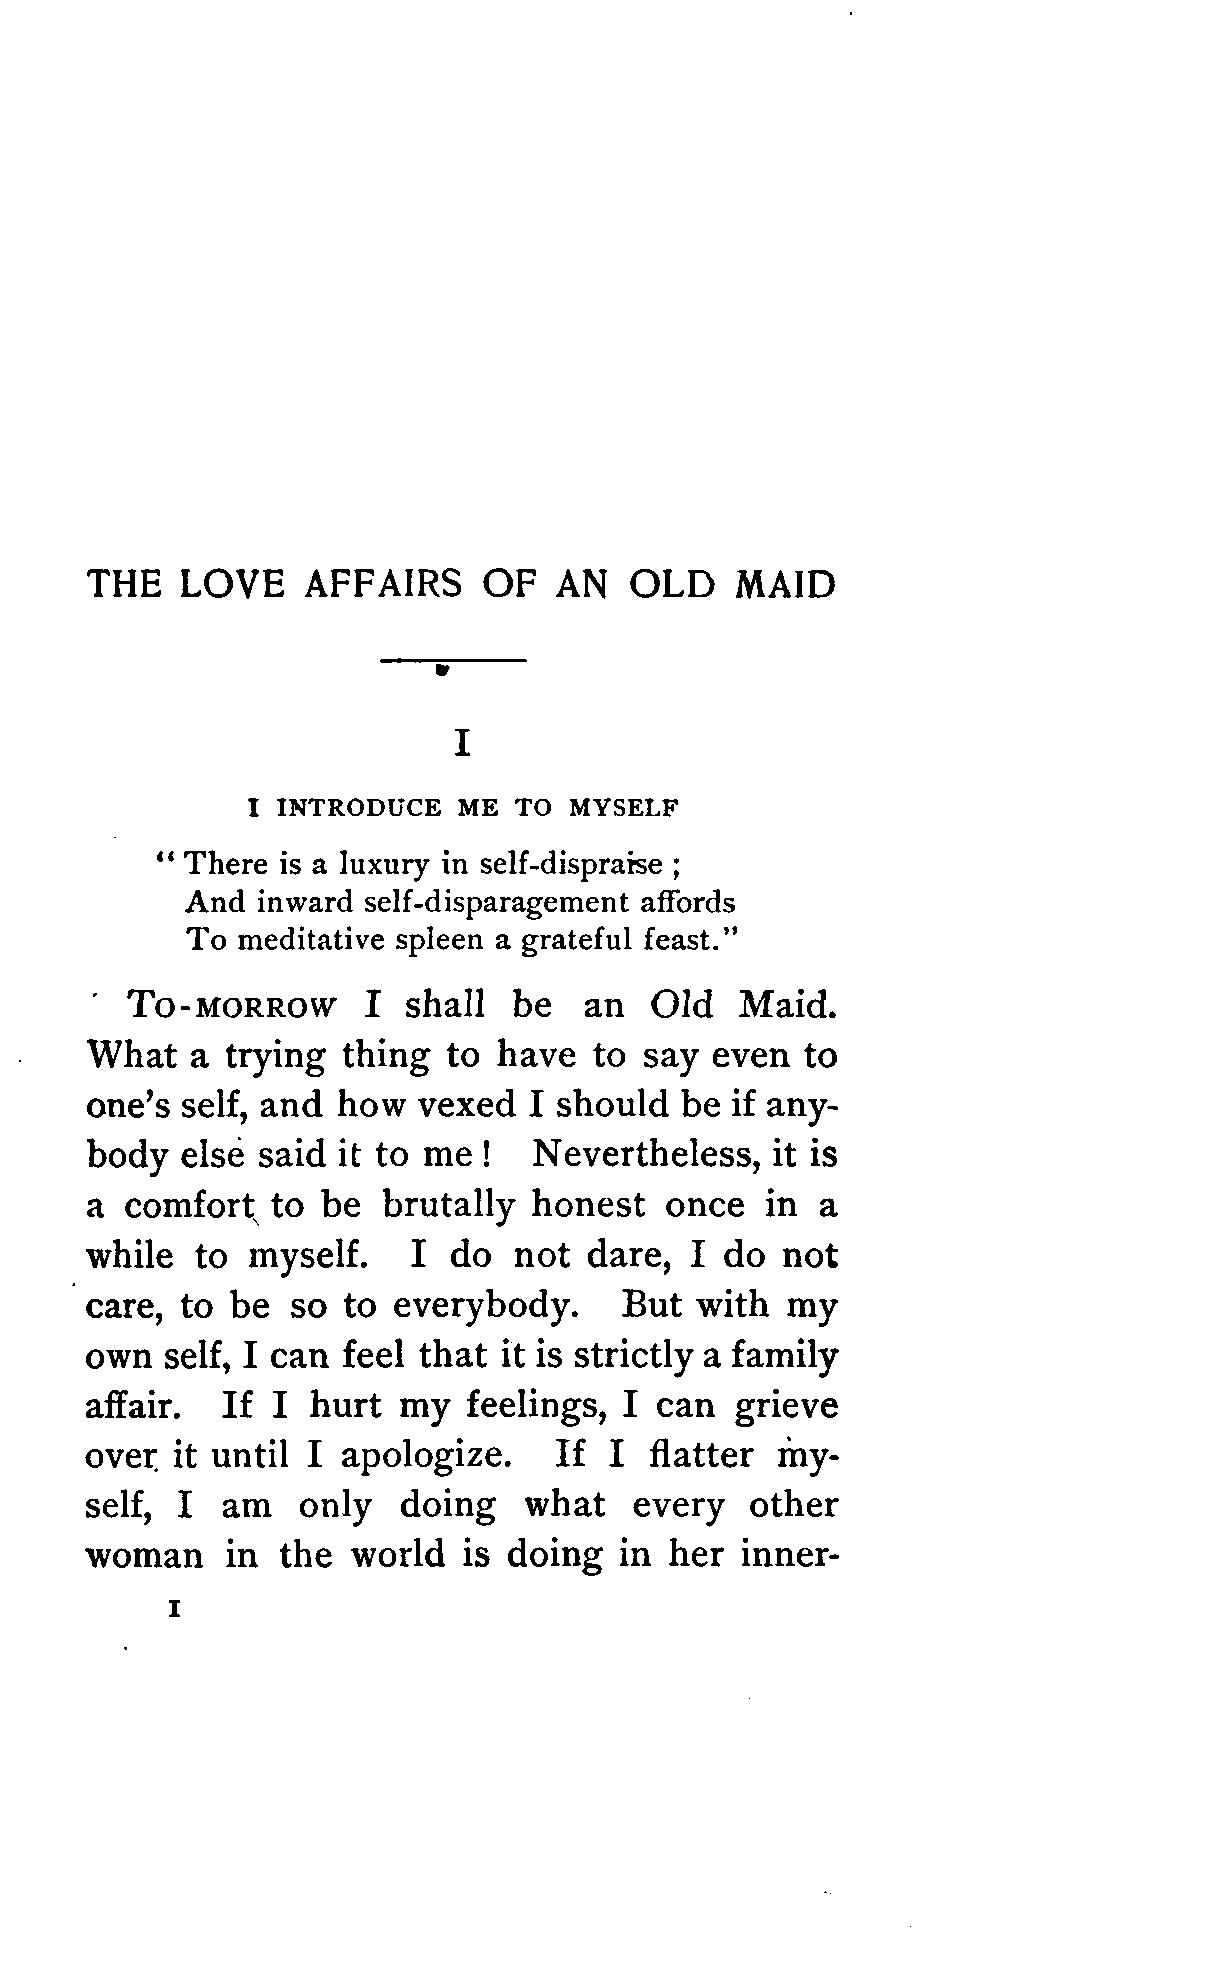 THE LOVE AFFAIRS OF AN OLD MAID
I
I INTRODUCE ME TO MYSELF
“There is a luxury in self-dispraise ;
And inward self-disparagement affords
To meditative spleen a grateful feast.”
TO-MORROW I shall be an Old Maid.
What a trying thing to have to say even to
one's self, and how vexed I should be if any-
body else said it to me ! Nevertheless, it is
a comfort to be brutally honest once in a
while to myself. I do not dare, I do not
care, to be so to everybody. But with my
own self, I can feel that it is strictly a family
affair. If I hurt my feelings, I can grieve
over it until I apologize. If I flatter my-
self, I am only doing what every other
woman in the world is doing in her inner-
I